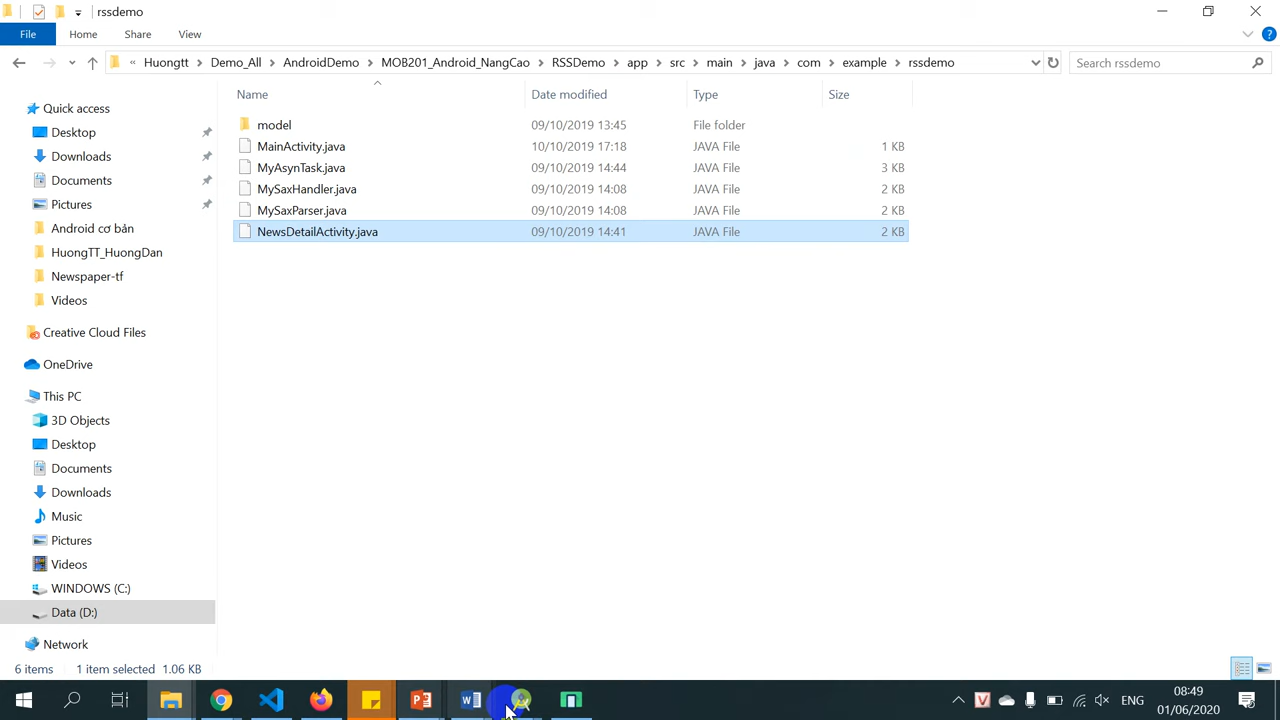 rssdemo
File Home Share View
« Huongtt > Demo_All > AndroidDemo > MOB201_Android_NangCao > RSSDemo > app > src > main > java > com > example > rssdemo
Search rssdemo
Name Date modified Type Size
model 09/10/2019 13:45 File folder
MainActivity.java 10/10/2019 17:18 JAVA File 1 KB
MyAsynTask.java 09/10/2019 14:44 JAVA File 3 KB
MySaxHandler.java 09/10/2019 14:08 JAVA File 2 KB
MySaxParser.java 09/10/2019 14:08 JAVA File 2 KB
NewsDetailActivity.java 09/10/2019 14:41 JAVA File 2 KB
Quick access
Desktop
Downloads
Documents
Pictures
Android cơ bản
HuongTT_HuongDan
Newspaper-tf
Videos
Creative Cloud Files
OneDrive
This PC
3D Objects
Desktop
Documents
Downloads
Music
Pictures
Videos
WINDOWS (C:)
Data (D:)
Network
6 items 1 item selected 1.06 KB
ENG
08:49
01/06/2020